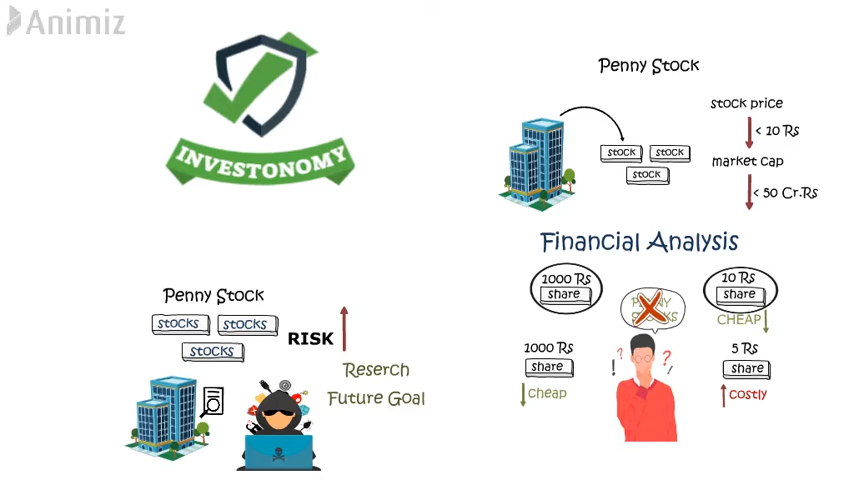 Animiz
INVESTONOMY
Penny Stock
stock price
< 10 Rs
stock stock
market cap
stock
< 50 Cr.Rs
Financial Analysis
1000 Rs
share
10 Rs
share
PENNY
STOCKS
CHEAP
1000 Rs
share
cheap
5 Rs
share
costly
Penny Stock
stocks stocks
stocks
RISK
Reserch
Future Goal